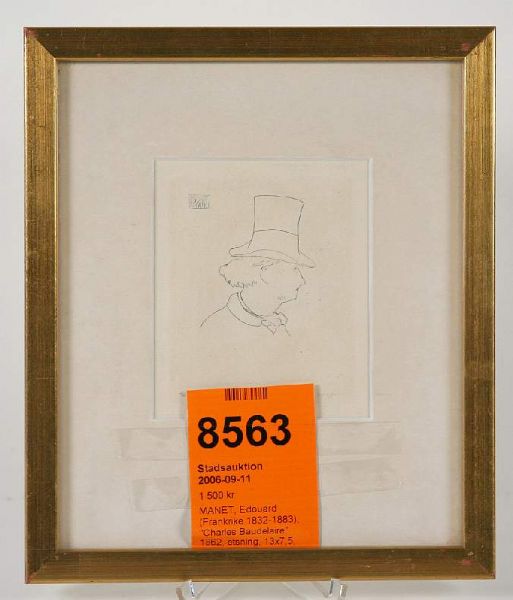 8563
Stadsauktion
2006-09-11
1 500 kr
MANET, Edouard
(Frankrike 1832-1883).
"Charles Baudelaire"
1862, etsning, 13x7,5.